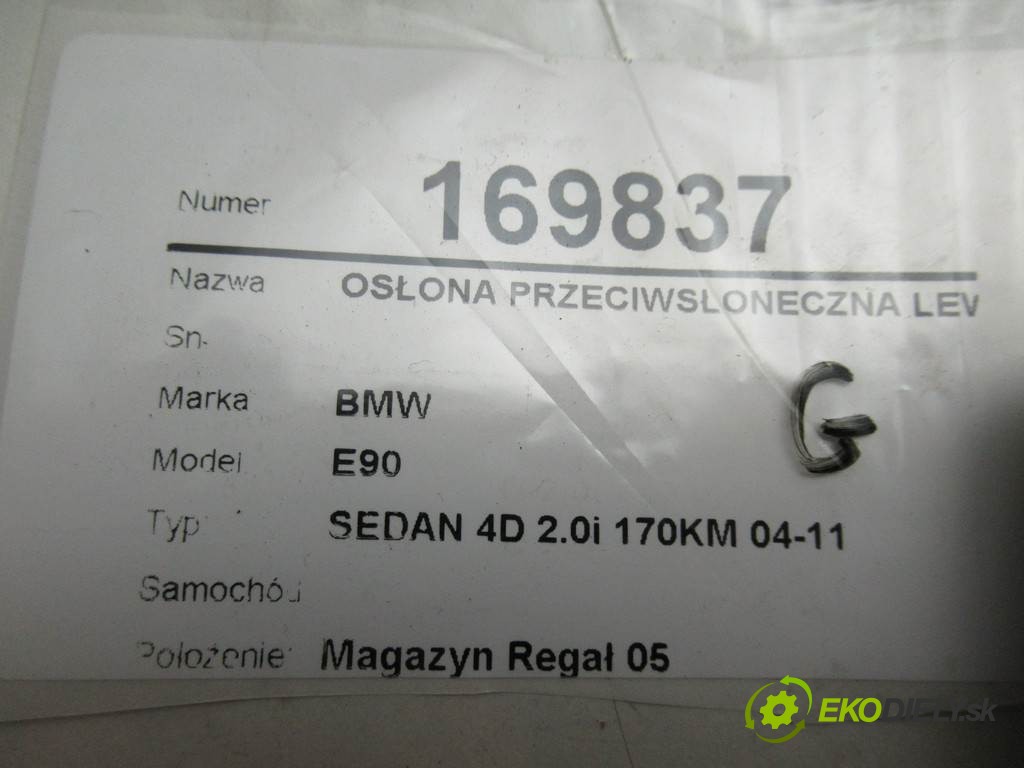 Numer 169837
Nazwa OSŁONA PRZECIWSŁONECZNA LEW
Sn.
Marka BMW
Model E90
Typ SEDAN 4D 2.0i 170KM 04-11
G
Samochód
Położenie Magazyn Regał 05
EKODIELY.sk